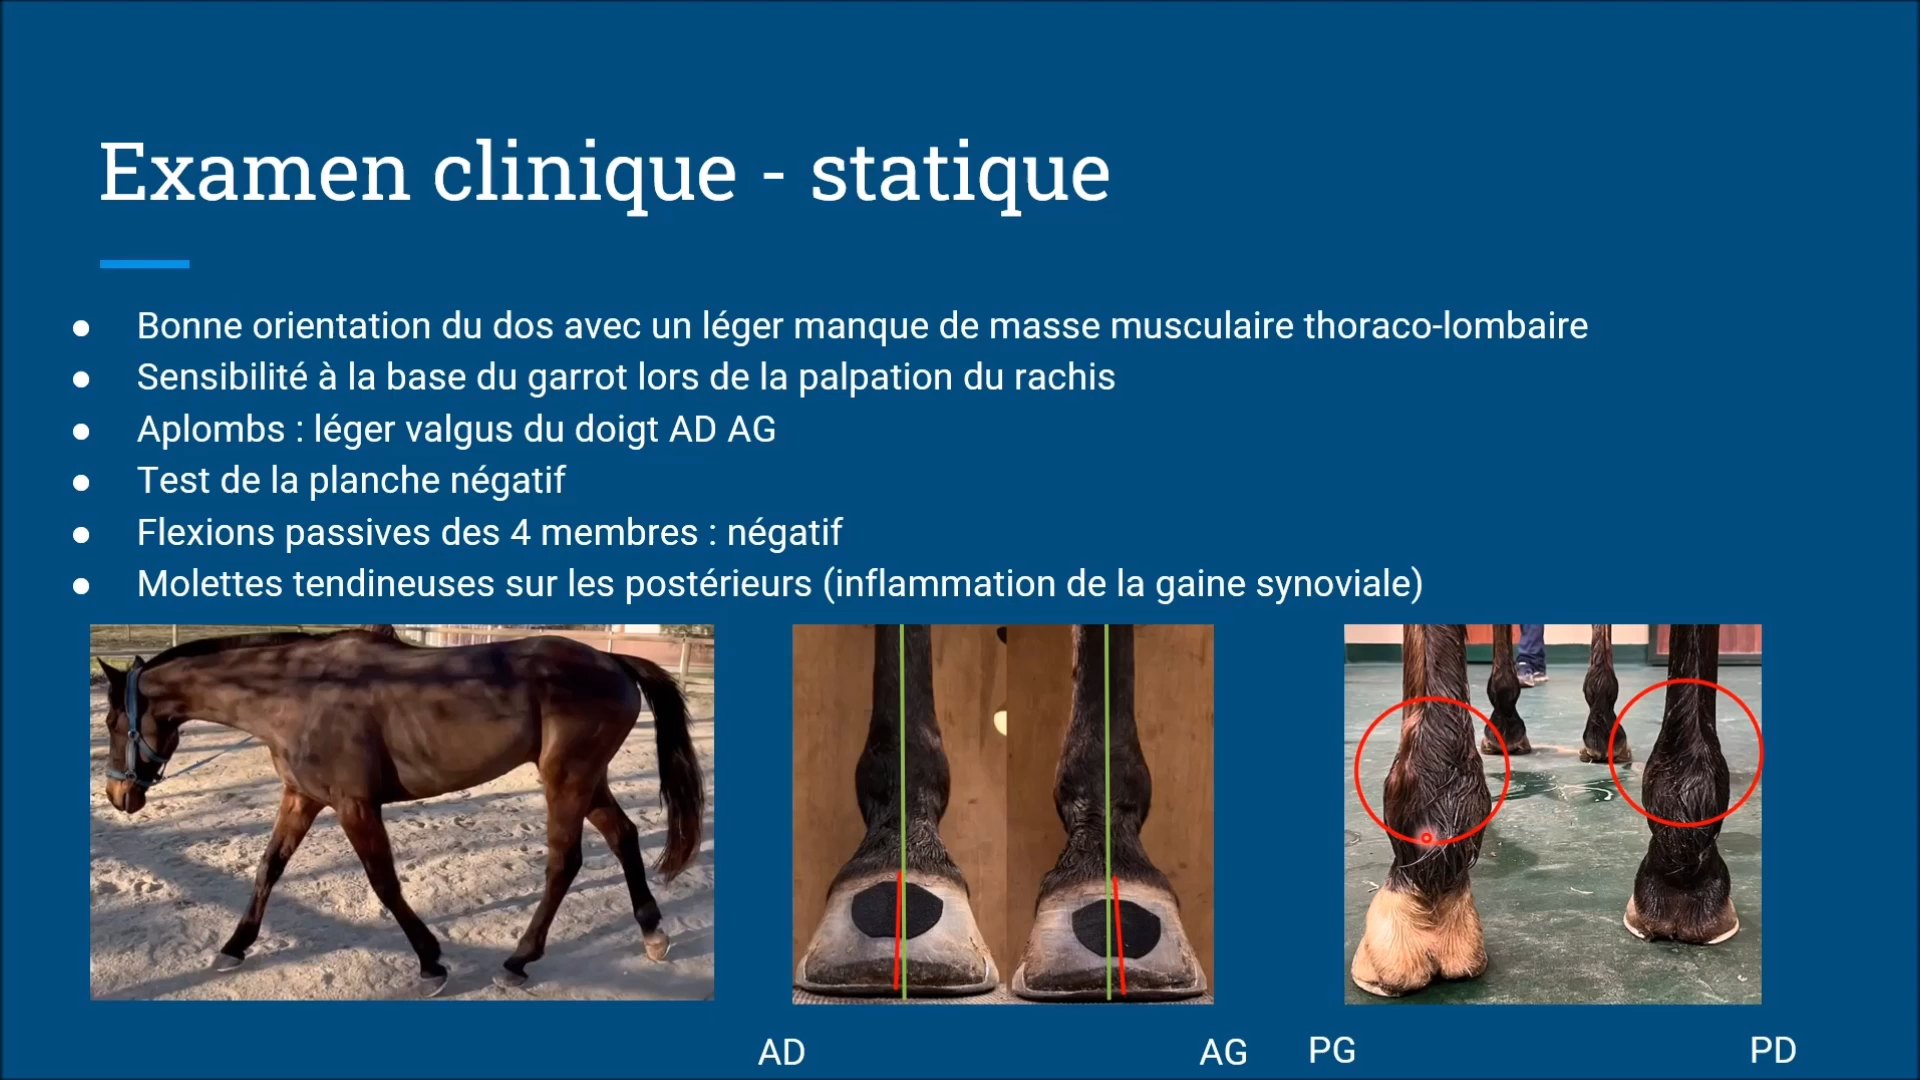 Examen clinique - statique
● Bonne orientation du dos avec un léger manque de masse musculaire thoraco-lombaire
● Sensibilité à la base du garrot lors de la palpation du rachis
● Aplombs : léger valgus du doigt AD AG
● Test de la planche négatif
● Flexions passives des 4 membres : négatif
● Molettes tendineuses sur les postérieurs (inflammation de la gaine synoviale)
AD AG PG PD